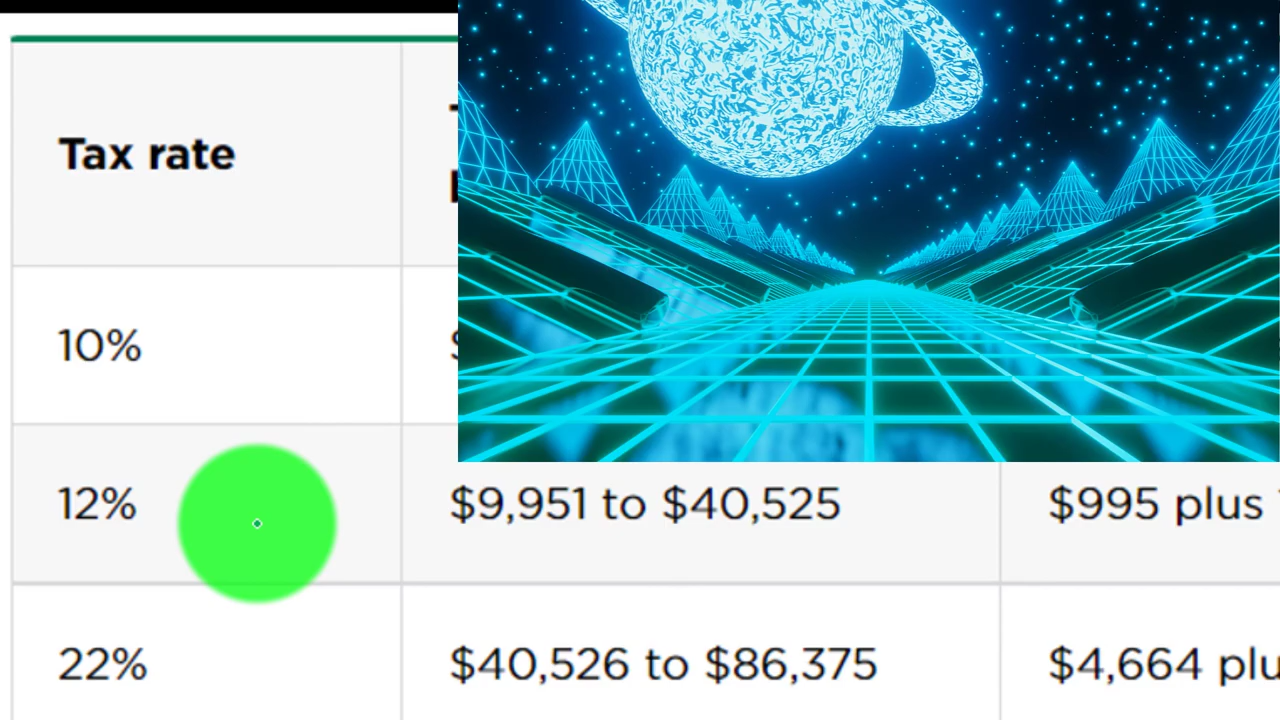 Tax rate
10%
12% $9,951 to $40,525 $995 plus
22% $40,526 to $86,375 $4,664